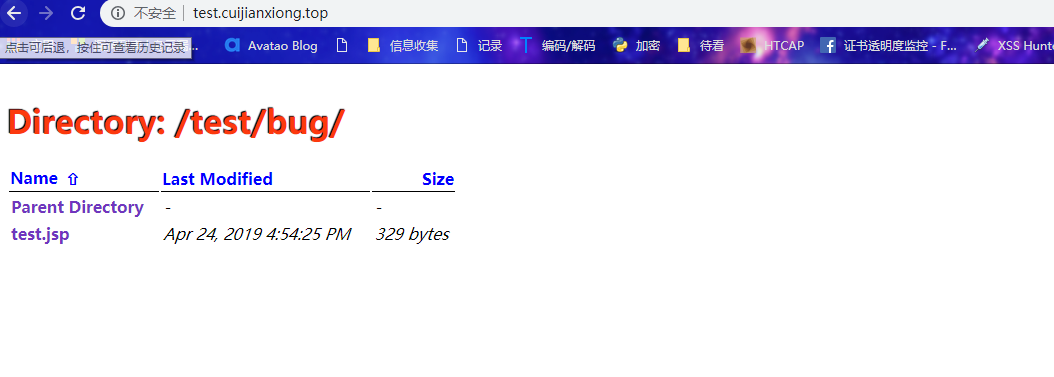 不安全 test.cuijianxiong.top
点击可后退，按住可查看历史记录 ... Avatao Blog 信息收集 记录 编码/解码 加密 待看 HTCAP 证书透明度监控 - F... XSS Hunte
Directory: /test/bug/
Name ⇧ Last Modified Size
Parent Directory - -
test.jsp Apr 24, 2019 4:54:25 PM 329 bytes